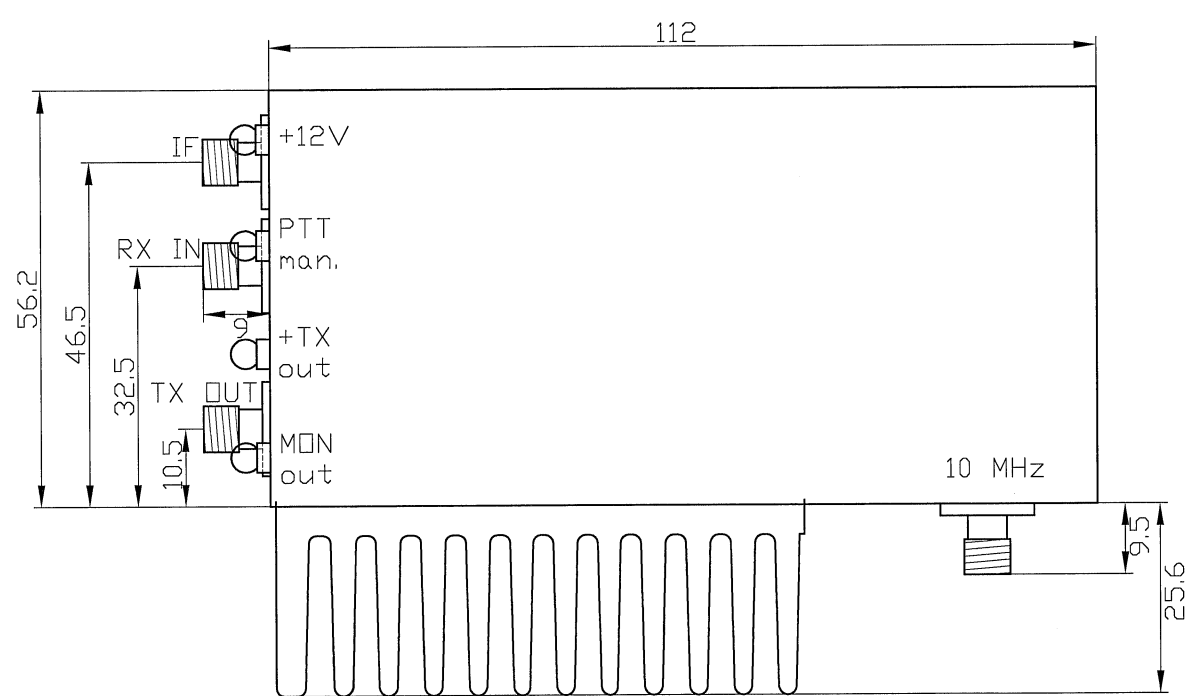 112
IF
+12V
PTT
man.
RX IN
9
+TX
out
TX OUT
MON
out
56.2
46.5
32.5
10.5
10 MHz
9.5
25.6